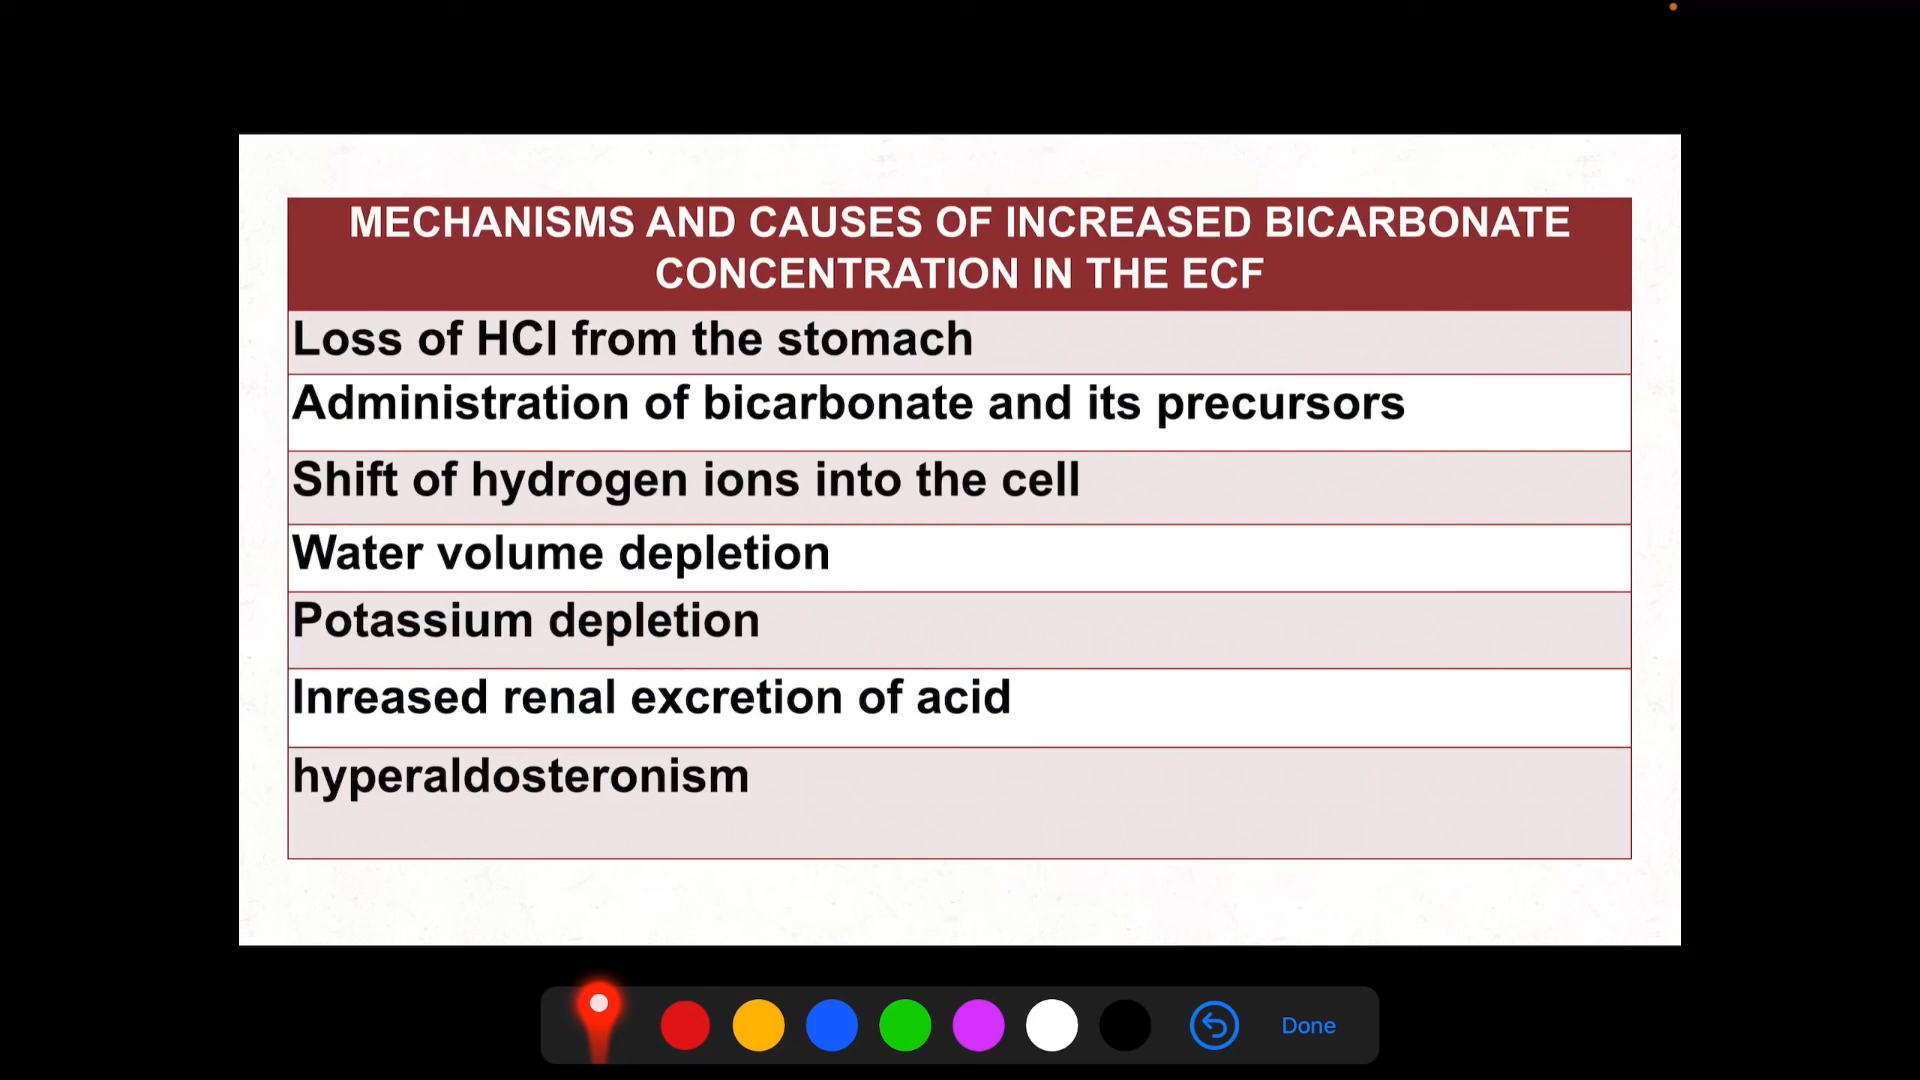 MECHANISMS AND CAUSES OF INCREASED BICARBONATE
CONCENTRATION IN THE ECF
Loss of HCl from the stomach
Administration of bicarbonate and its precursors
Shift of hydrogen ions into the cell
Water volume depletion
Potassium depletion
Inreased renal excretion of acid
hyperaldosteronism
Done